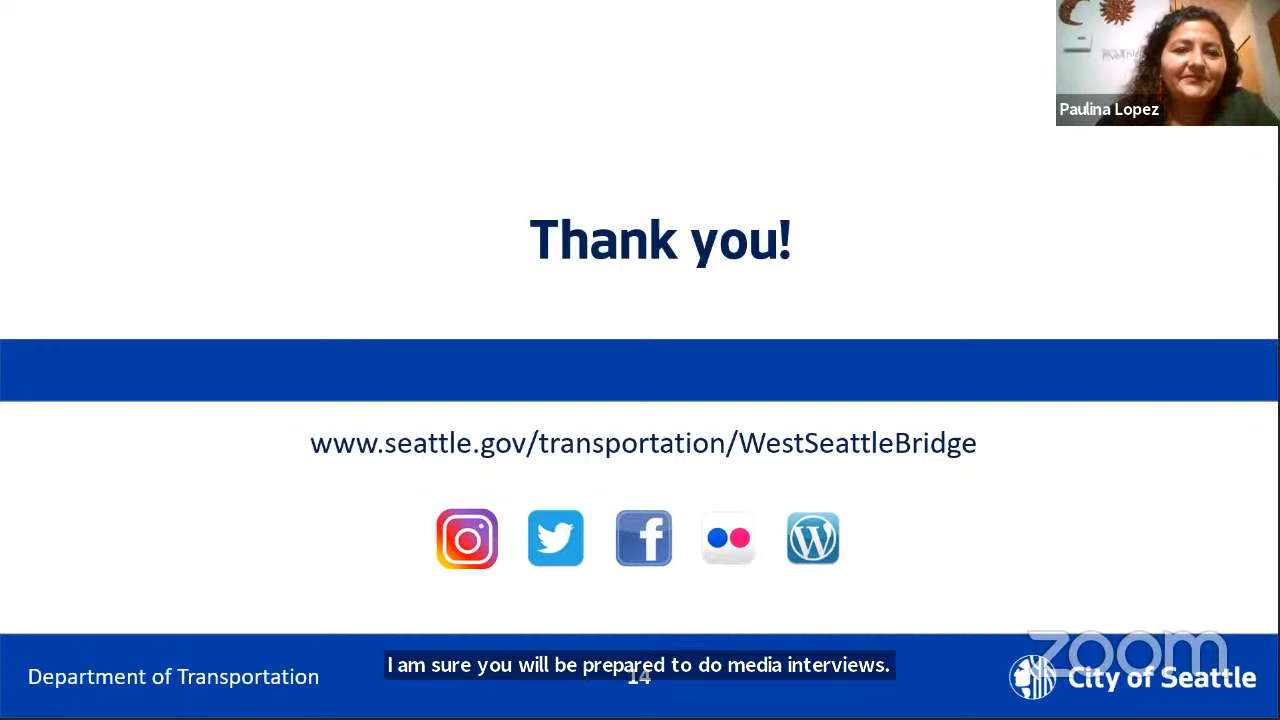 Paulina Lopez
Thank you!
www.seattle.gov/transportation/WestSeattleBridge
I am sure you will be prepared to do media interviews.
Department of Transportation
14
zoom
City of Seattle